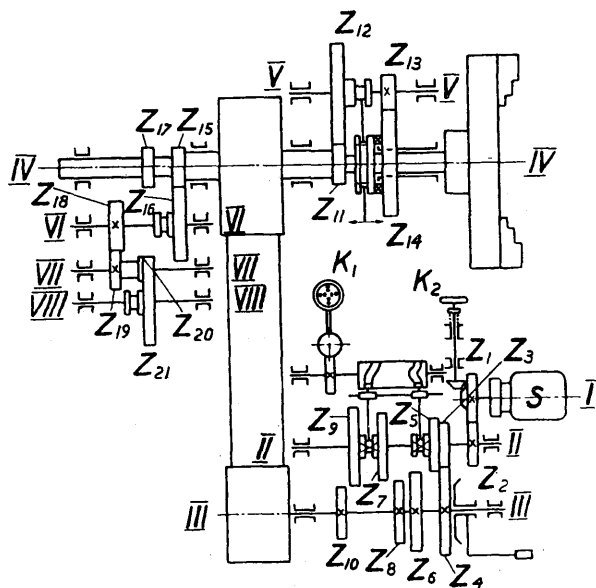 Z12
V Z13 V
Z17 Z15
IV IV
Z18 Z16 Z11
VI VI Z14
VII VII K1 K2
VIII VIII
Z19 Z20 Z1 Z3
Z21
S I
Z9 Z5
II II
Z7 Z2
III III
Z10 Z8 Z6 Z4